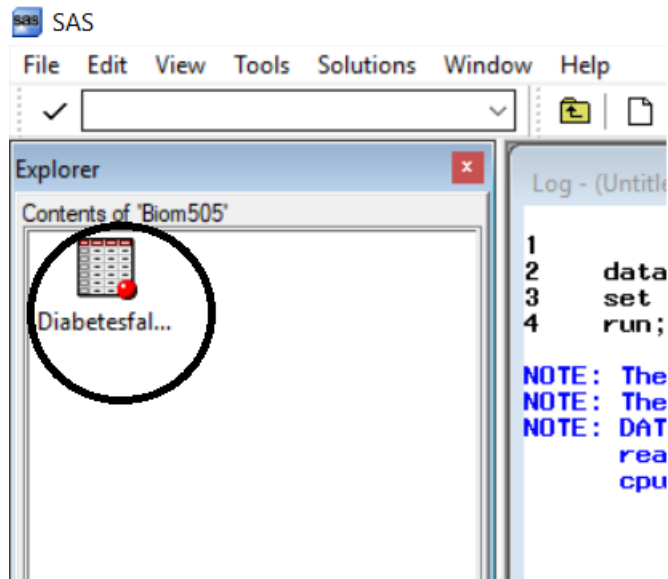 sas SAS
File Edit View Tools Solutions Window Help
Explorer
Contents of 'Biom505'
Diabetesfal...
Log - (Untitle
1
2 data
3 set
4 run;
NOTE: The
NOTE: The
NOTE: DAT
rea
cpu